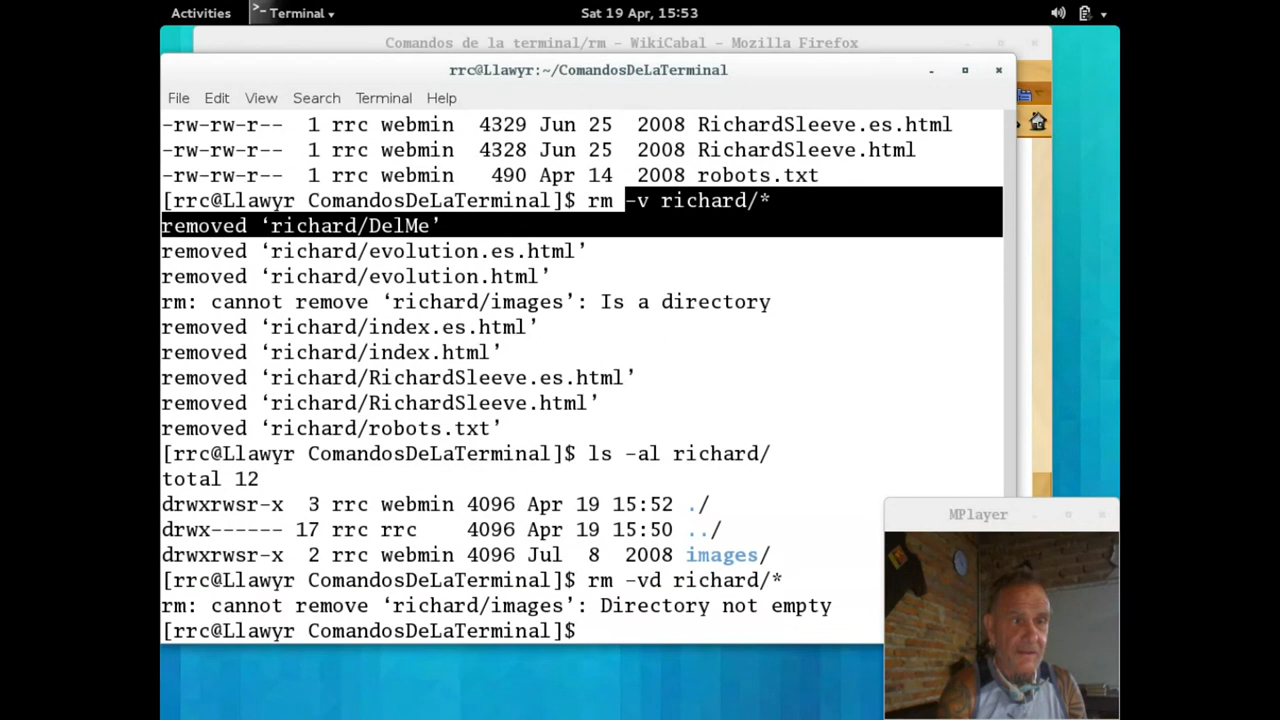 Activities
Terminal
Sat 19 Apr, 15:53
Comandos de la terminal/rm - WikiCabal - Mozilla Firefox
rrc@Llawyr:~/ComandosDeLaTerminal
File Edit View Search Terminal Help
-rw-rw-r-- 1 rrc webmin 4329 Jun 25 2008 RichardSleeve.es.html
-rw-rw-r-- 1 rrc webmin 4328 Jun 25 2008 RichardSleeve.html
-rw-rw-r-- 1 rrc webmin 490 Apr 14 2008 robots.txt
[rrc@Llawyr ComandosDeLaTerminal]$ rm -v richard/*
removed ‘richard/DelMe’
removed ‘richard/evolution.es.html’
removed ‘richard/evolution.html’
rm: cannot remove ‘richard/images’: Is a directory
removed ‘richard/index.es.html’
removed ‘richard/index.html’
removed ‘richard/RichardSleeve.es.html’
removed ‘richard/RichardSleeve.html’
removed ‘richard/robots.txt’
[rrc@Llawyr ComandosDeLaTerminal]$ ls -al richard/
total 12
drwxrwsr-x 3 rrc webmin 4096 Apr 19 15:52 ./
drwx------ 17 rrc rrc 4096 Apr 19 15:50 ../
drwxrwsr-x 2 rrc webmin 4096 Jul 8 2008 images/
[rrc@Llawyr ComandosDeLaTerminal]$ rm -vd richard/*
rm: cannot remove ‘richard/images’: Directory not empty
[rrc@Llawyr ComandosDeLaTerminal]$
MPlayer